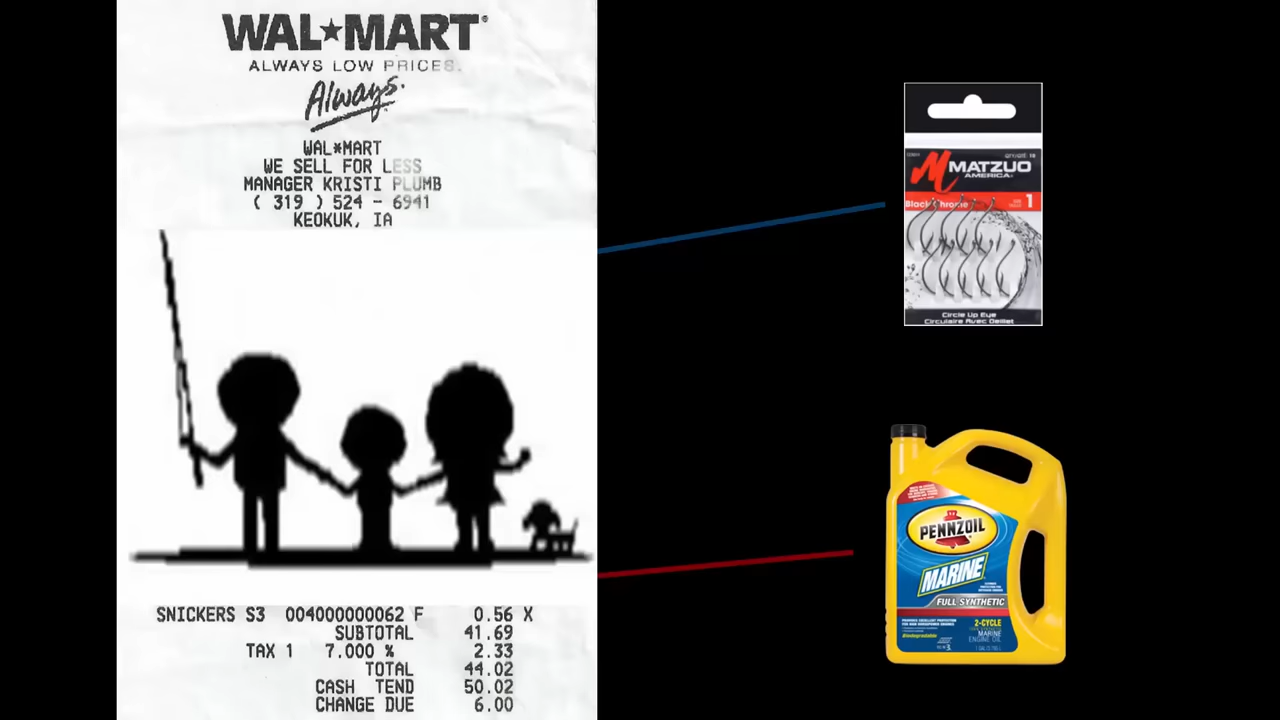 WAL★MART®
ALWAYS LOW PRICES.
Always.
WAL*MART
WE SELL FOR LESS
MANAGER KRISTI PLUMB
( 319 ) 524 - 6941
KEOKUK, IA
SNICKERS S3 004000000062 F 0.56 X
SUBTOTAL 41.69
TAX 1 7.000 % 2.33
TOTAL 44.02
CASH TEND 50.02
CHANGE DUE 6.00
MATZUO
AMERICA
Black Chrome 1
Circle Up Eye
Circulaire Avec Oeillet
PENNZOIL
MARINE
FULL SYNTHETIC
2-CYCLE
MARINE
ENGINE OIL
Biodegradable